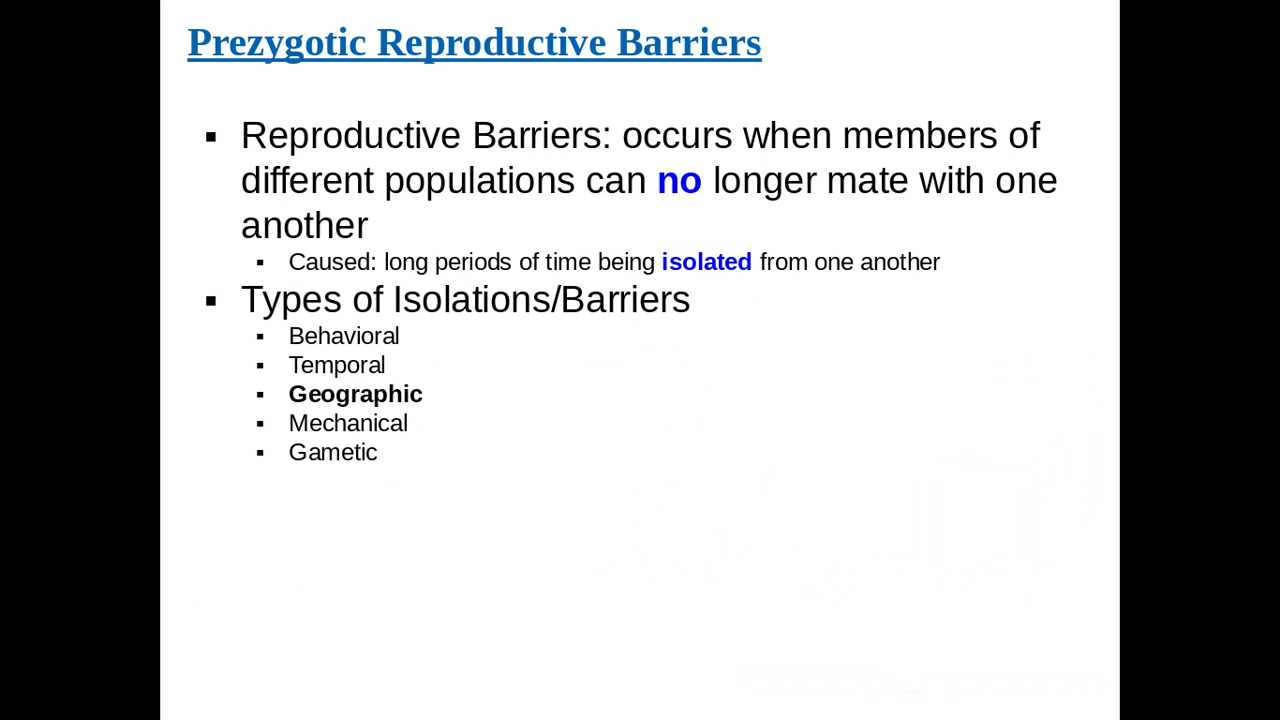 Prezygotic Reproductive Barriers
▪ Reproductive Barriers: occurs when members of
different populations can no longer mate with one
another
▪ Caused: long periods of time being isolated from one another
▪ Types of Isolations/Barriers
▪ Behavioral
▪ Temporal
▪ Geographic
▪ Mechanical
▪ Gametic